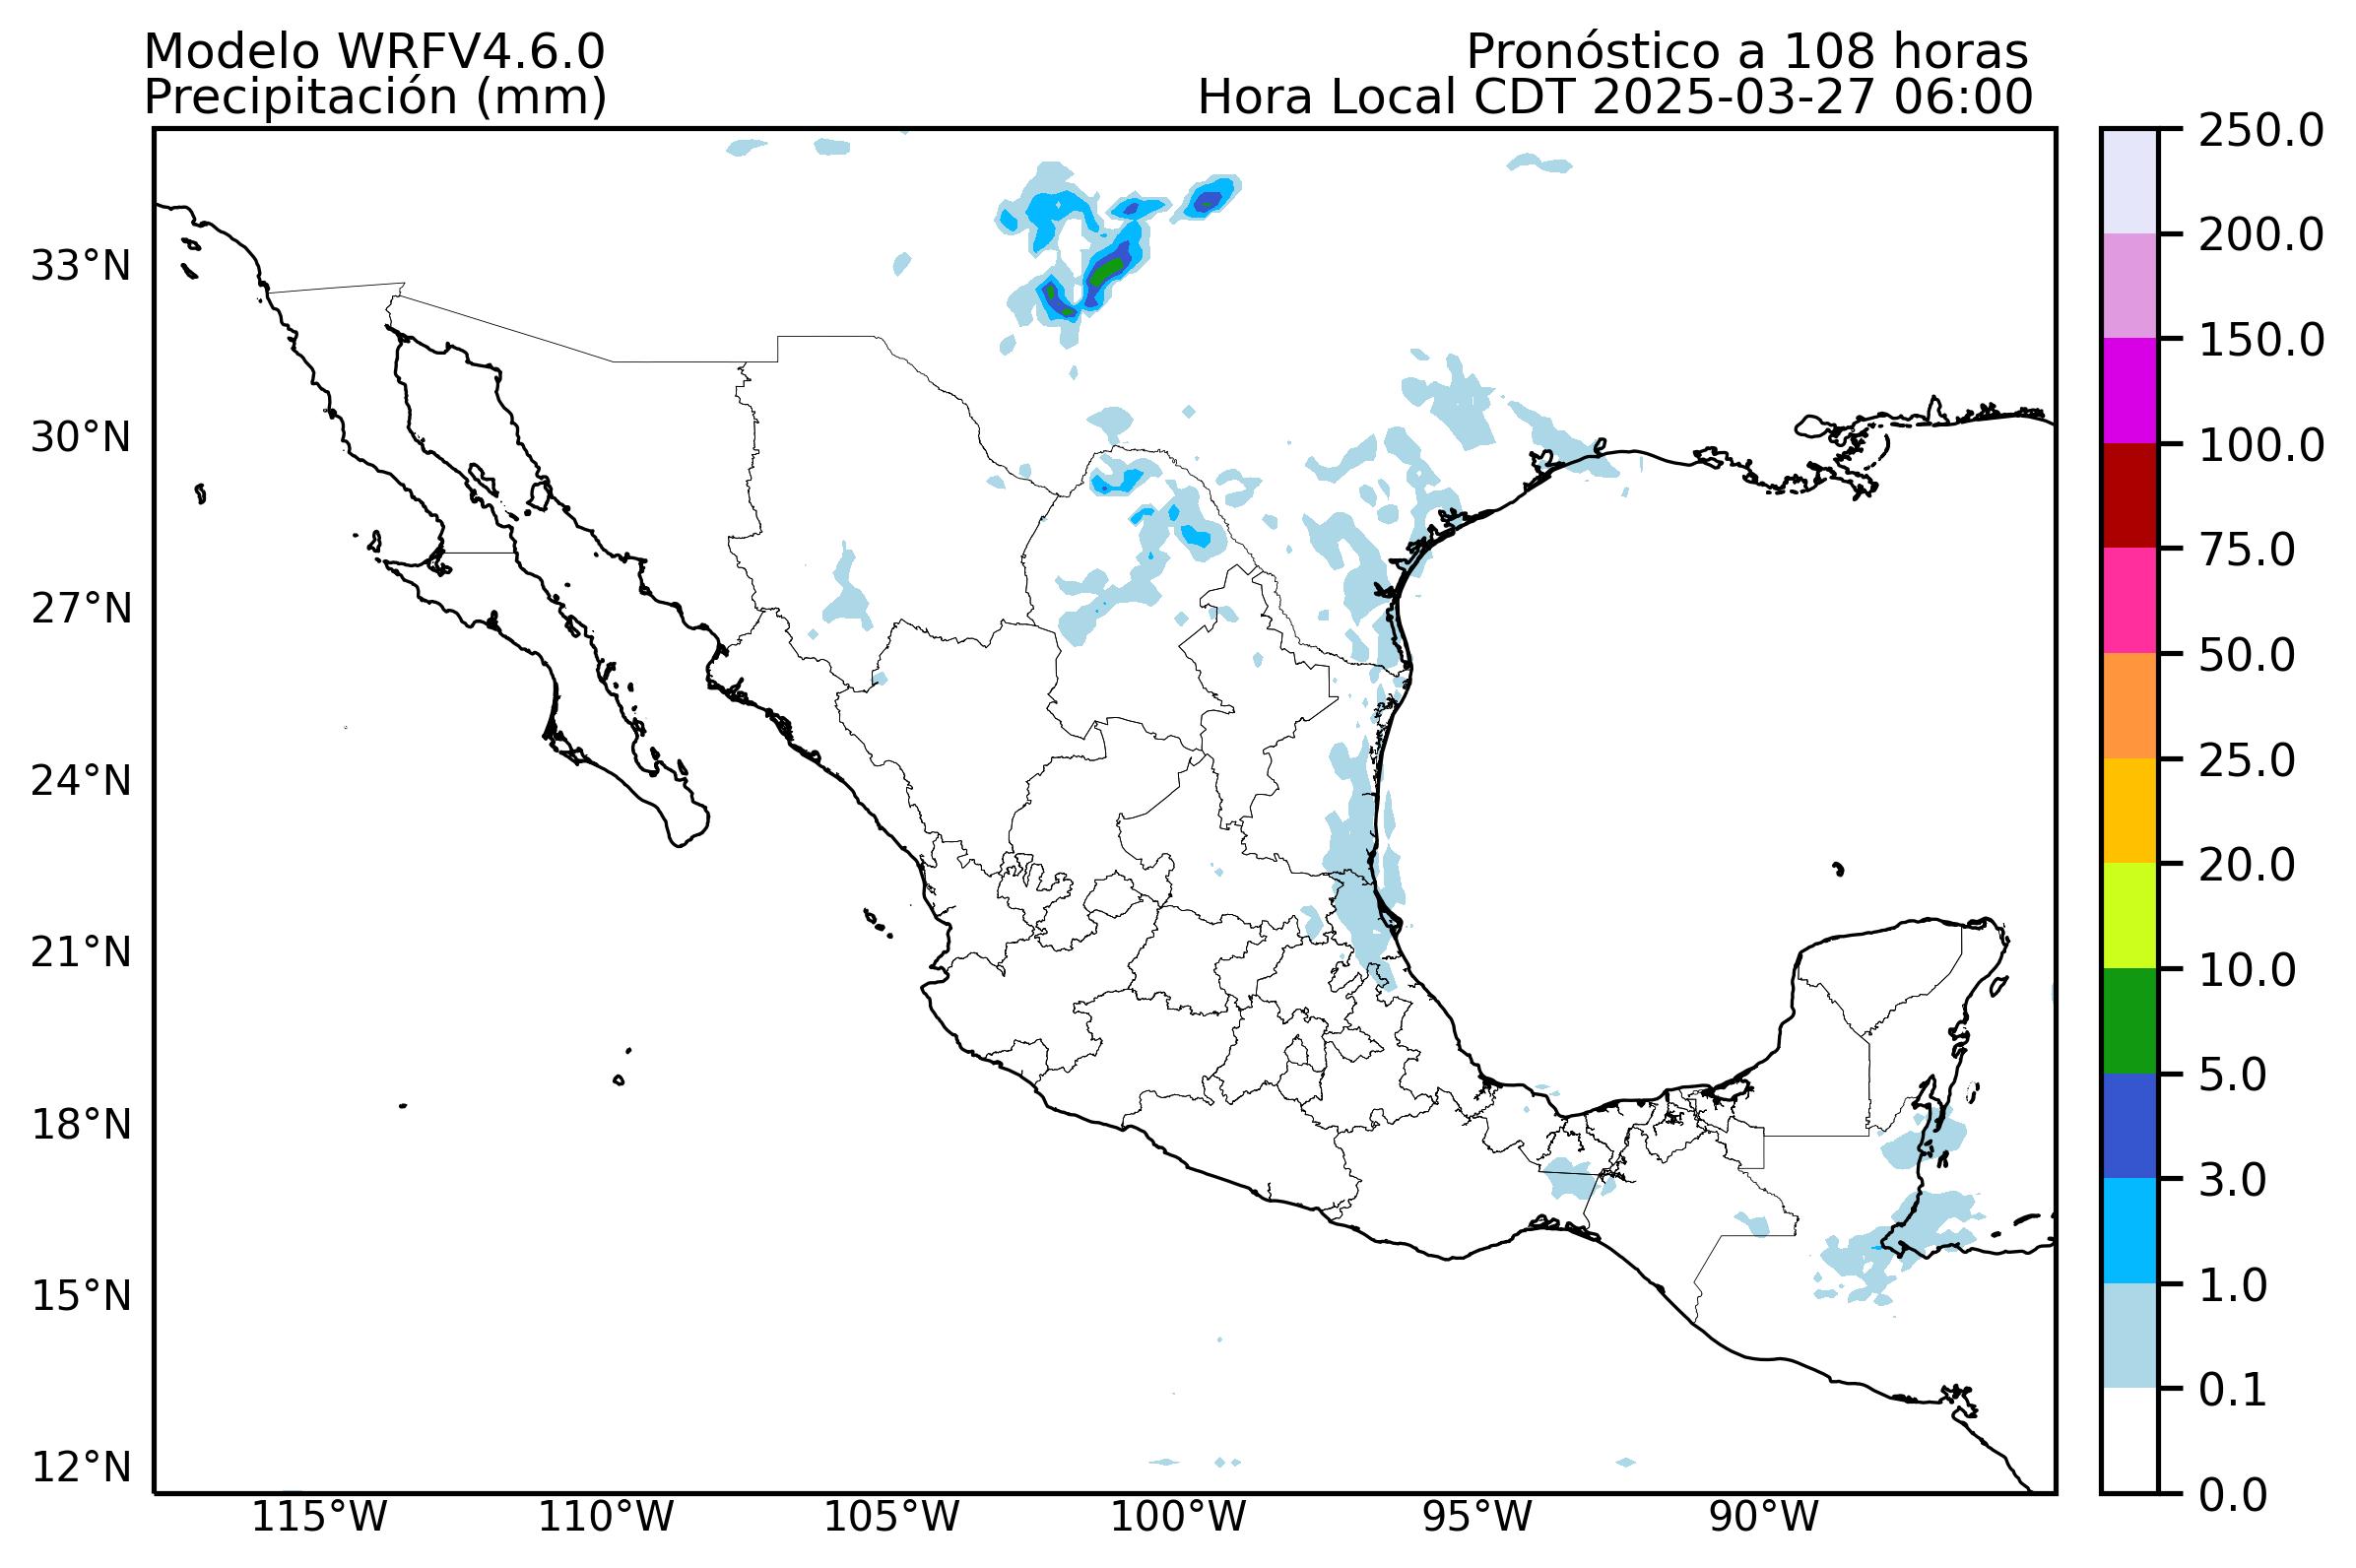 Modelo WRFV4.6.0
Precipitación (mm)
Pronóstico a 108 horas
Hora Local CDT 2025-03-27 06:00
33°N
30°N
27°N
24°N
21°N
18°N
15°N
12°N
115°W
110°W
105°W
100°W
95°W
90°W
250.0
200.0
150.0
100.0
75.0
50.0
25.0
20.0
10.0
5.0
3.0
1.0
0.1
0.0